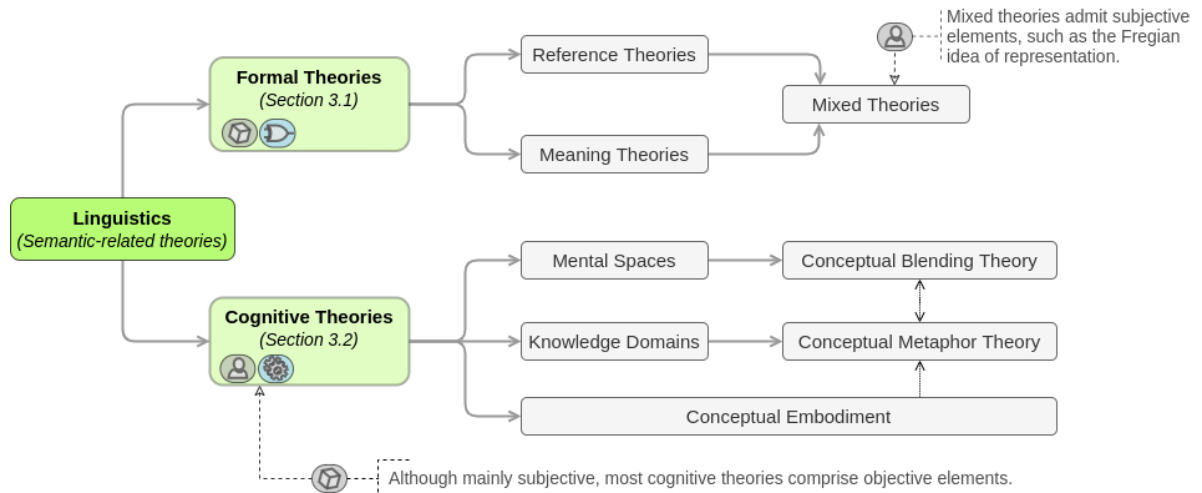 Mixed theories admit subjective
elements, such as the Fregian
idea of representation.
Reference Theories
Formal Theories
(Section 3.1)
Mixed Theories
Meaning Theories
Linguistics
(Semantic-related theories)
Mental Spaces
Conceptual Blending Theory
Cognitive Theories
(Section 3.2)
Knowledge Domains
Conceptual Metaphor Theory
Conceptual Embodiment
Although mainly subjective, most cognitive theories comprise objective elements.